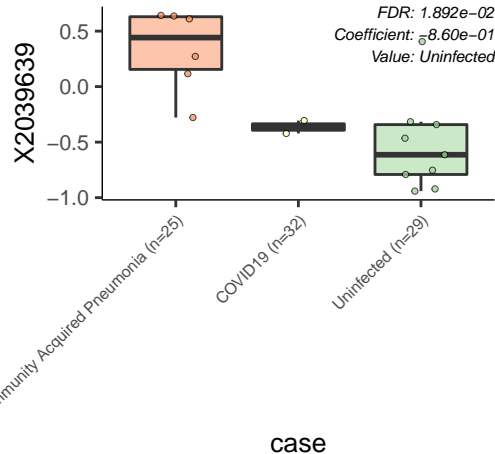 FDR: 1.892e-02
Coefficient: -8.60e-01
Value: Uninfected
X2039639
0.5
0.0
-0.5
-1.0
mmunity Acquired Pneumonia (n=25)
COVID19 (n=32)
Uninfected (n=29)
case